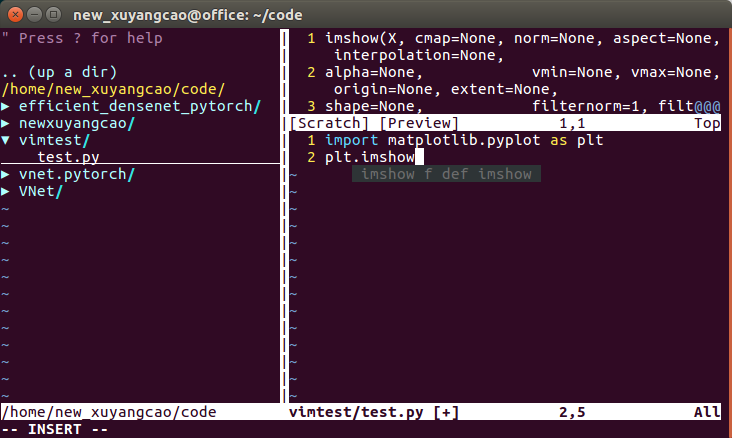 new_xuyangcao@office: ~/code
" Press ? for help
.. (up a dir)
/home/new_xuyangcao/code/
▶ efficient_densenet_pytorch/
▶ newxuyangcao/
▼ vimtest/
test.py
▶ vnet.pytorch/
▶ VNet/
~
~
~
~
~
~
~
~
~
~
~
~
/home/new_xuyangcao/code
1 imshow(X, cmap=None, norm=None, aspect=None,
interpolation=None,
2 alpha=None, vmin=None, vmax=None,
origin=None, extent=None,
3 shape=None, filternorm=1, filt@@@
[Scratch] [Preview] 1,1 Top
1 import matplotlib.pyplot as plt
2 plt.imshow
~ imshow f def imshow
~
~
~
~
~
~
~
~
~
~
~
~
~
vimtest/test.py [+] 2,5 All
-- INSERT --